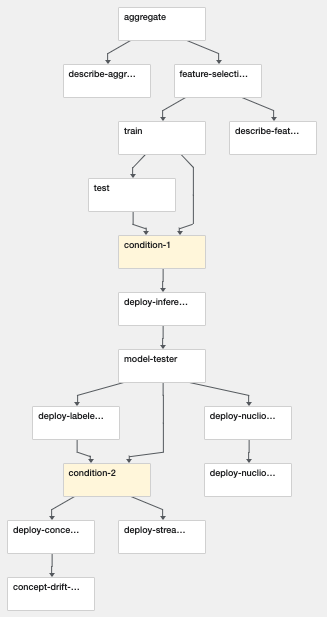 aggregate
describe-aggr...
feature-selecti...
train
describe-feat...
test
condition-1
deploy-infere...
model-tester
deploy-labele...
deploy-nuclio...
condition-2
deploy-nuclio...
deploy-conce...
deploy-strea...
concept-drift-...